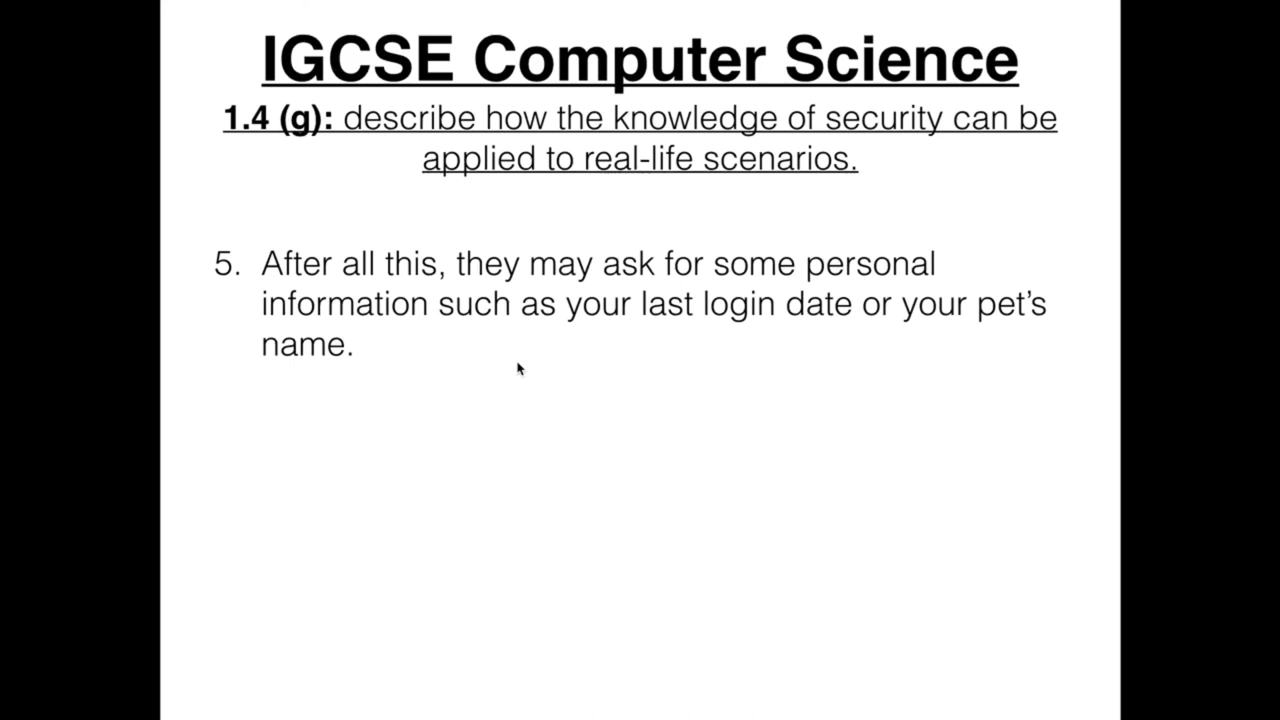 IGCSE Computer Science
1.4 (g): describe how the knowledge of security can be
applied to real-life scenarios.
5. After all this, they may ask for some personal
information such as your last login date or your pet’s
name.